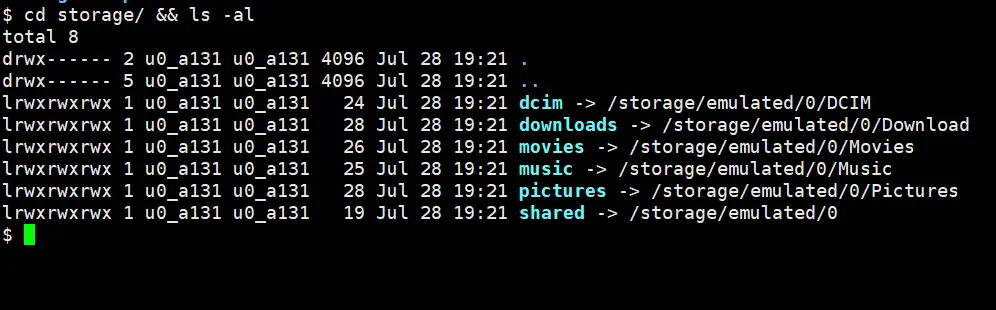 $ cd storage/ && ls -al
total 8
drwx------ 2 u0_a131 u0_a131 4096 Jul 28 19:21 .
drwx------ 5 u0_a131 u0_a131 4096 Jul 28 19:21 ..
lrwxrwxrwx 1 u0_a131 u0_a131   24 Jul 28 19:21 dcim -> /storage/emulated/0/DCIM
lrwxrwxrwx 1 u0_a131 u0_a131   28 Jul 28 19:21 downloads -> /storage/emulated/0/Download
lrwxrwxrwx 1 u0_a131 u0_a131   26 Jul 28 19:21 movies -> /storage/emulated/0/Movies
lrwxrwxrwx 1 u0_a131 u0_a131   25 Jul 28 19:21 music -> /storage/emulated/0/Music
lrwxrwxrwx 1 u0_a131 u0_a131   28 Jul 28 19:21 pictures -> /storage/emulated/0/Pictures
lrwxrwxrwx 1 u0_a131 u0_a131   19 Jul 28 19:21 shared -> /storage/emulated/0
$